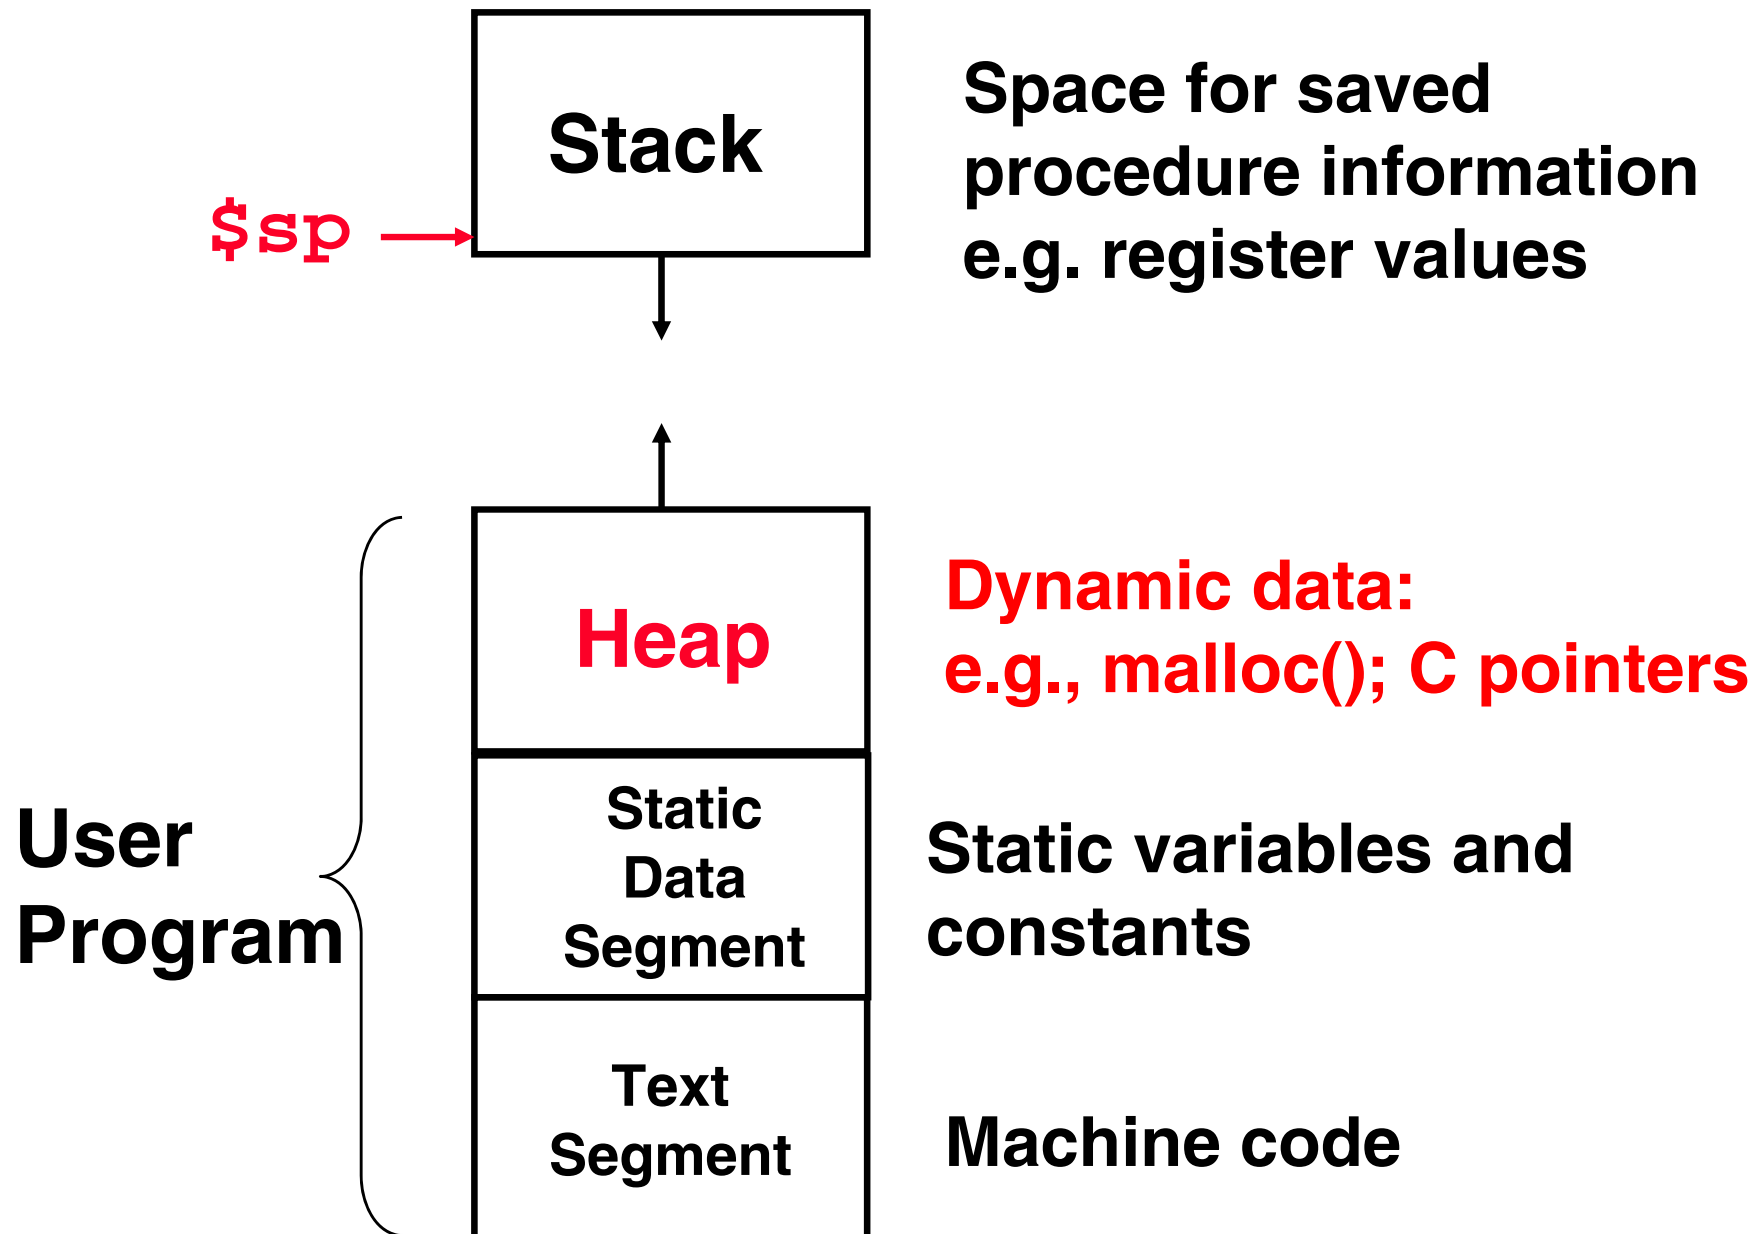 Stack
Space for saved
procedure information
e.g. register values
$sp
Heap
Dynamic data:
e.g., malloc(); C pointers
User
Program
Static
Data
Segment
Static variables and
constants
Text
Segment
Machine code